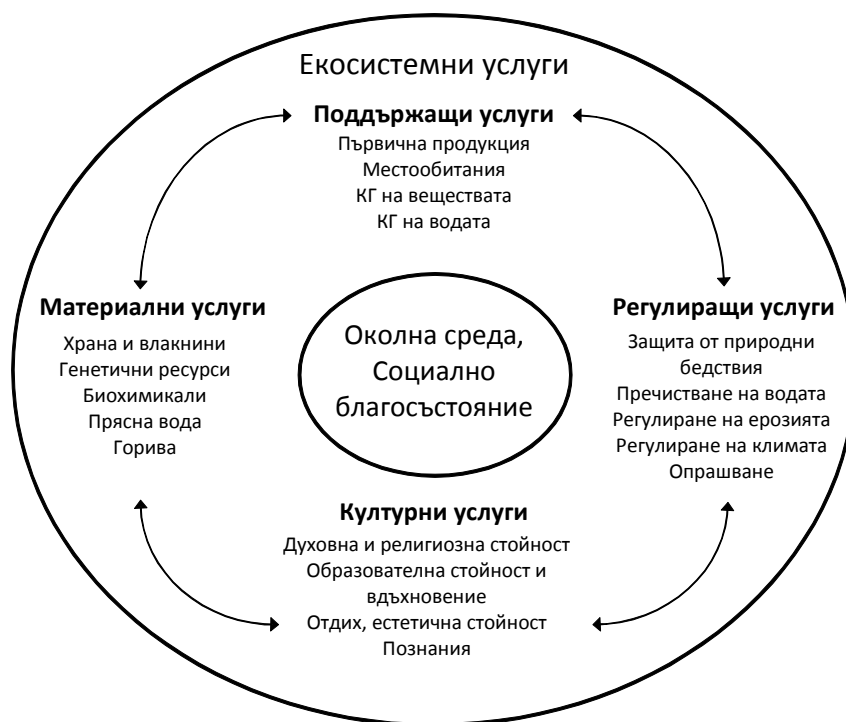 Екосистемни услуги
Поддържащи услуги
Първична продукция
Местообитания
КГ на веществата
КГ на водата
Материални услуги
Храна и влакнини
Генетични ресурси
Биохимикали
Прясна вода
Горива
Околна среда,
Социално
благосъстояние
Регулиращи услуги
Защита от природни
бедствия
Пречистване на водата
Регулиране на ерозията
Регулиране на климата
Опрашване
Културни услуги
Духовна и религиозна стойност
Образователна стойност и
вдъхновение
Отдих, естетична стойност
Познания